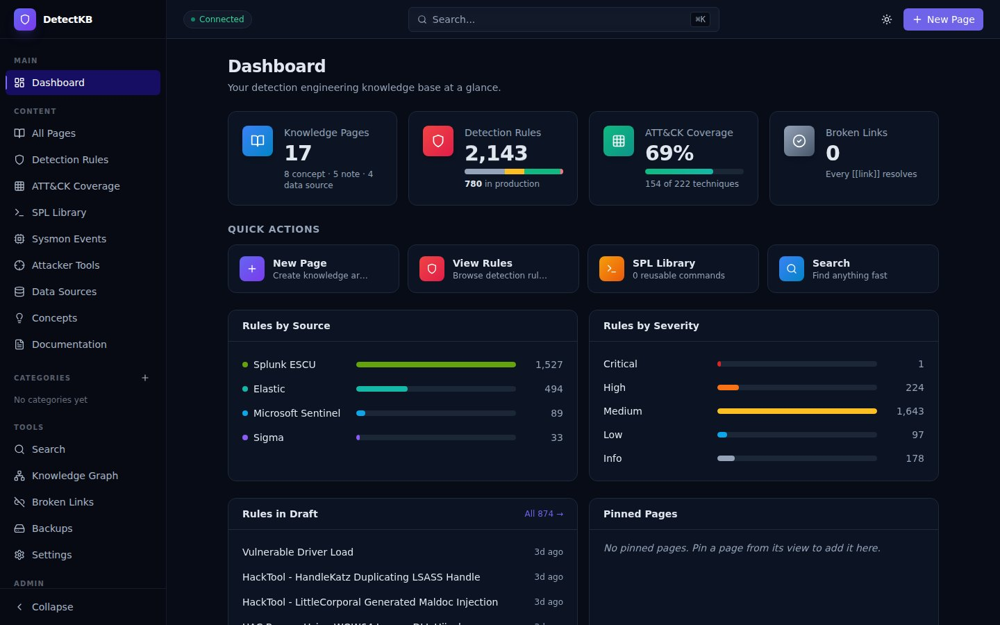 DetectKB
Connected
Search...
⌘K
New Page
MAIN
Dashboard
CONTENT
All Pages
Detection Rules
ATT&CK Coverage
SPL Library
Sysmon Events
Attacker Tools
Data Sources
Concepts
Documentation
CATEGORIES
No categories yet
TOOLS
Search
Knowledge Graph
Broken Links
Backups
Settings
ADMIN
Collapse
Dashboard
Your detection engineering knowledge base at a glance.
Knowledge Pages
17
8 concept · 5 note · 4
data source
Detection Rules
2,143
780 in production
ATT&CK Coverage
69%
154 of 222 techniques
Broken Links
0
Every [[link]] resolves
QUICK ACTIONS
New Page
Create knowledge ar…
View Rules
Browse detection rul…
SPL Library
0 reusable commands
Search
Find anything fast
Rules by Source
Splunk ESCU 1,527
Elastic 494
Microsoft Sentinel 89
Sigma 33
Rules by Severity
Critical 1
High 224
Medium 1,643
Low 97
Info 178
Rules in Draft
All 874 →
Vulnerable Driver Load 3d ago
HackTool - HandleKatz Duplicating LSASS Handle 3d ago
HackTool - LittleCorporal Generated Maldoc Injection 3d ago
Pinned Pages
No pinned pages. Pin a page from its view to add it here.